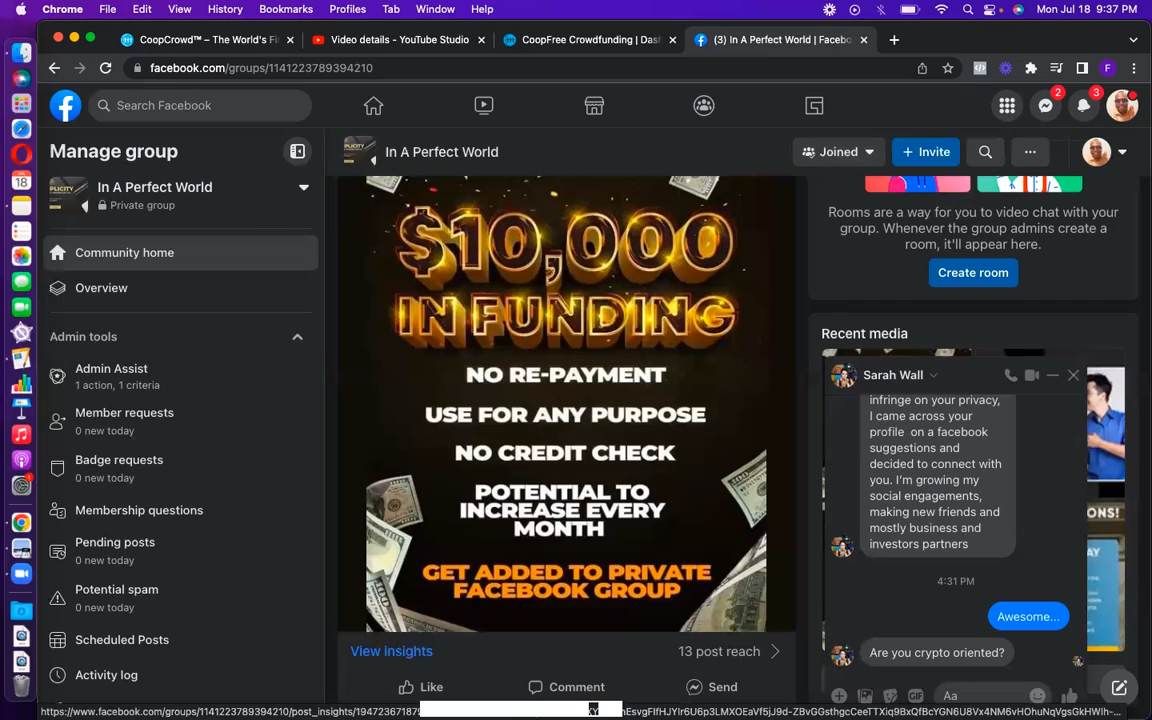 Chrome File Edit View History Bookmarks Profiles Tab Window Help Mon Jul 18 9:37 PM
CoopCrowd™ – The World's Fi
Video details - YouTube Studio
CoopFree Crowdfunding | Das
(3) In A Perfect World | Facebo
facebook.com/groups/1141223789394210
F
Search Facebook
2
3
Manage group
In A Perfect World
Private group
Community home
Overview
Admin tools
Admin Assist
1 action, 1 criteria
Member requests
0 new today
Badge requests
0 new today
Membership questions
Pending posts
0 new today
Potential spam
0 new today
Scheduled Posts
Activity log
PLICITY
In A Perfect World
Joined
+ Invite
$10,000
IN FUNDING
NO RE-PAYMENT
USE FOR ANY PURPOSE
NO CREDIT CHECK
POTENTIAL TO
INCREASE EVERY
MONTH
GET ADDED TO PRIVATE
FACEBOOK GROUP
View insights
13 post reach
Like
Comment
Send
Rooms are a way for you to video chat with your
group. Whenever the group admins create a
room, it'll appear here.
Create room
Recent media
Sarah Wall
infringe on your privacy,
I came across your
profile on a facebook
suggestions and
decided to connect with
you. I'm growing my
social engagements,
making new friends and
mostly business and
investors partners
4:31 PM
Awesome...
Are you crypto oriented?
GIF
Aa
ONS!
AY